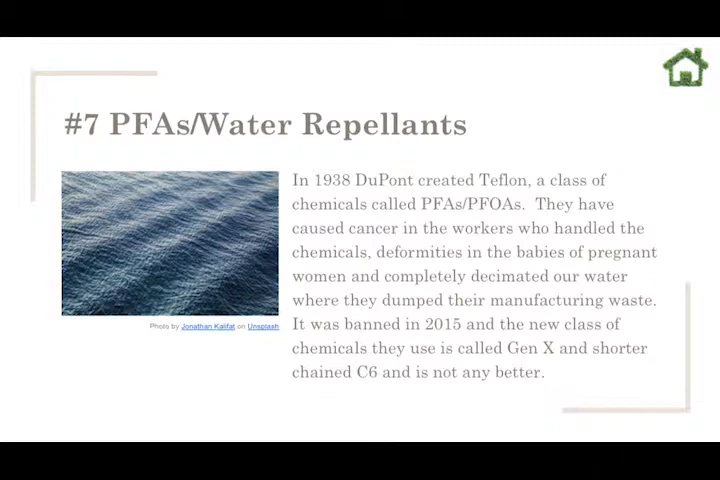 #7 PFAs/Water Repellants
In 1938 DuPont created Teflon, a class of
chemicals called PFAs/PFOAs.  They have
caused cancer in the workers who handled the
chemicals, deformities in the babies of pregnant
women and completely decimated our water
where they dumped their manufacturing waste.
It was banned in 2015 and the new class of
chemicals they use is called Gen X and shorter
chained C6 and is not any better.
Photo by Jonathan Kalifat on Unsplash